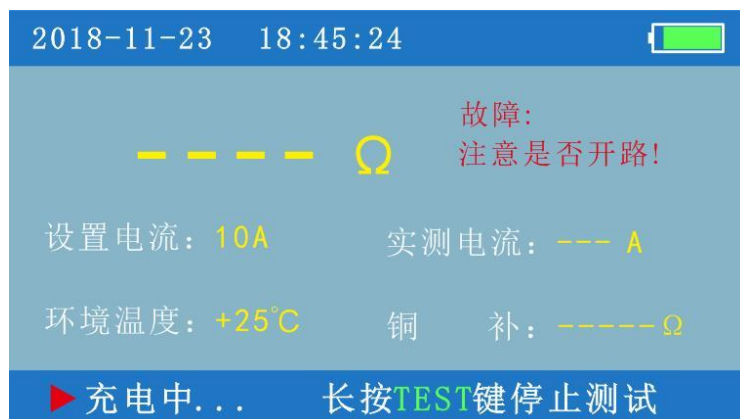 2018-11-23 18:45:24
故障:
注意是否开路!
---- Ω
设置电流: 10A 实测电流: --- A
环境温度: +25℃ 铜 补: ----- Ω
充电中... 长按TEST键停止测试